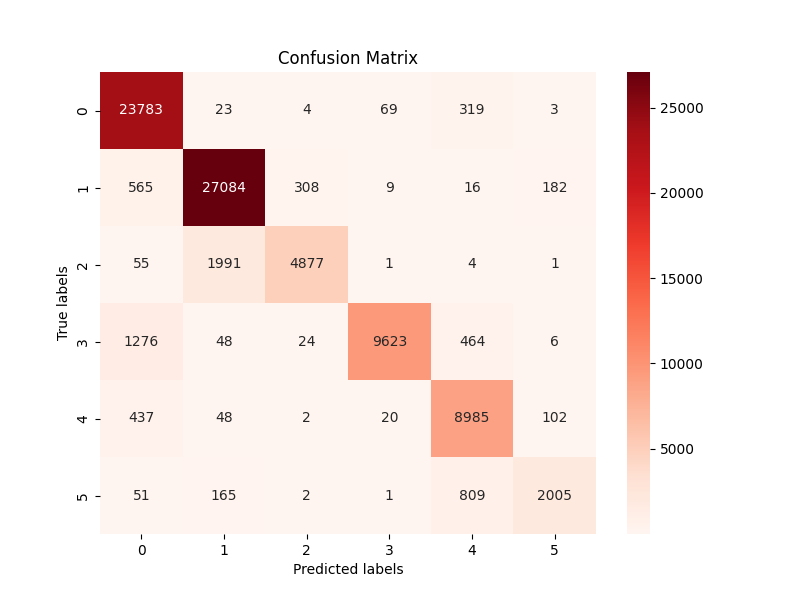 Confusion Matrix
0 23783 23 4 69 319 3
1 565 27084 308 9 16 182
2 55 1991 4877 1 4 1
3 1276 48 24 9623 464 6
4 437 48 2 20 8985 102
5 51 165 2 1 809 2005
0 1 2 3 4 5
Predicted labels
True labels
25000
20000
15000
10000
5000